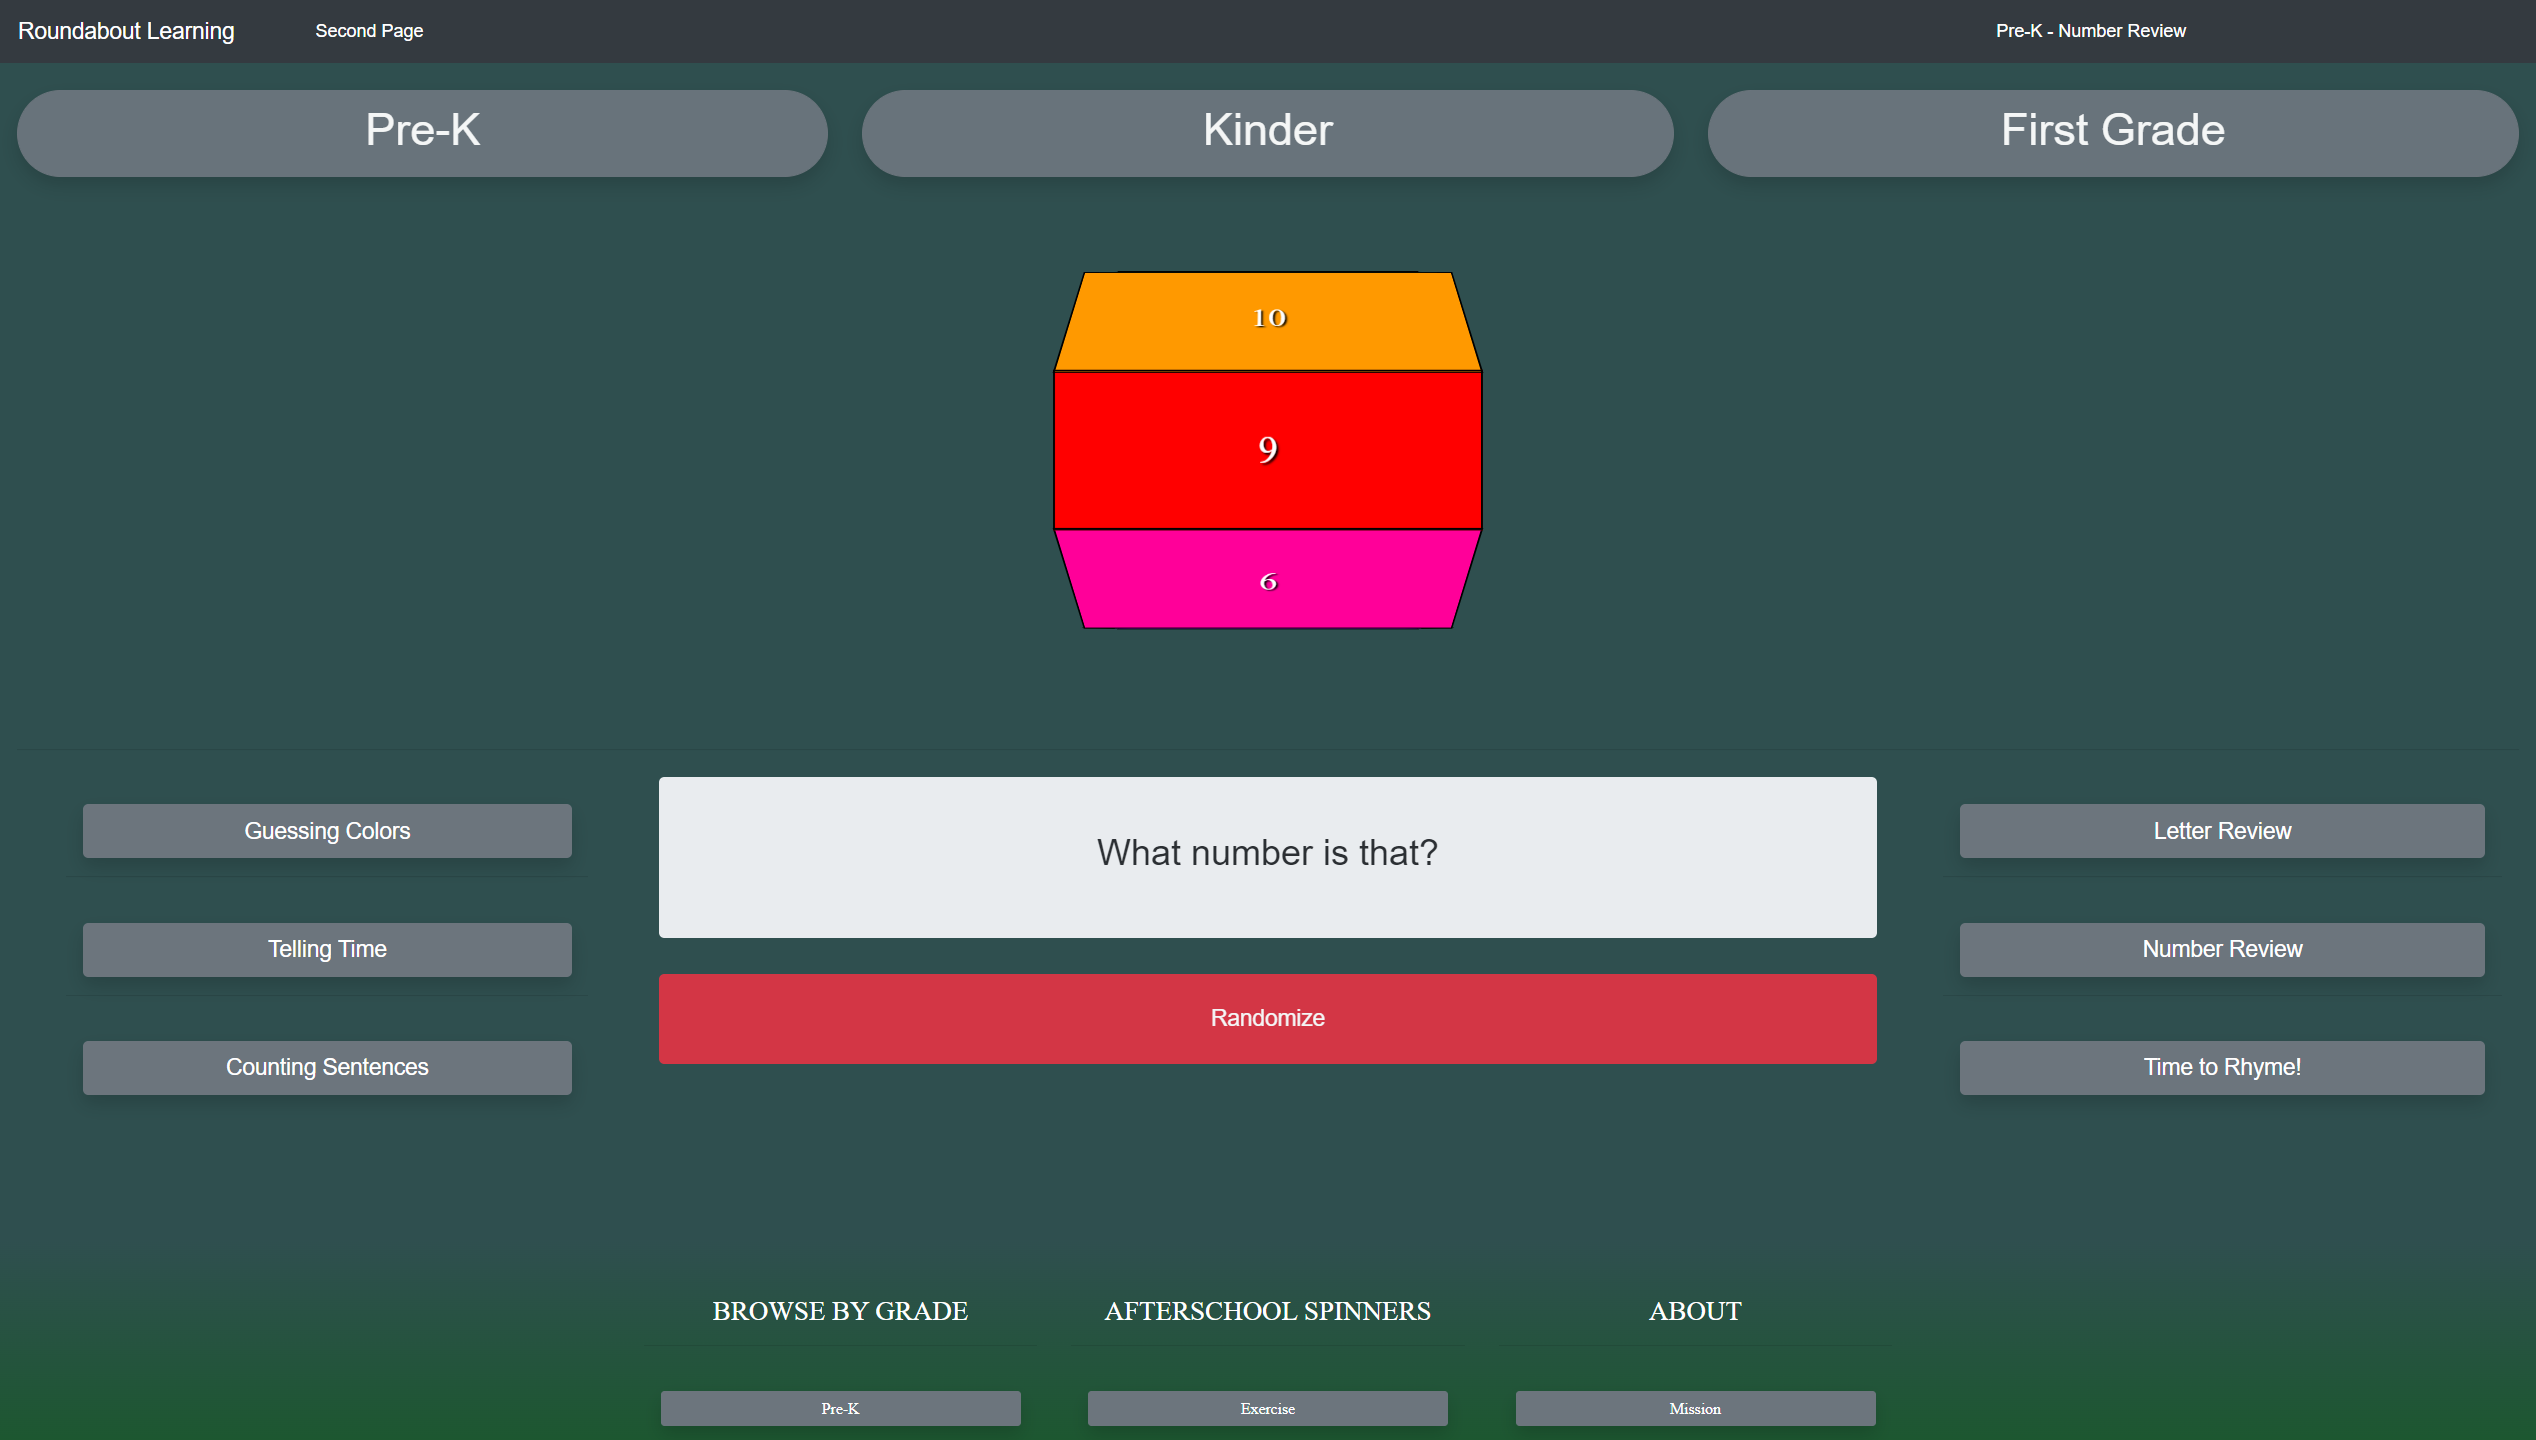 Roundabout Learning
Second Page
Pre-K - Number Review
Pre-K
Kinder
First Grade
10
9
6
Guessing Colors
What number is that?
Letter Review
Telling Time
Number Review
Randomize
Counting Sentences
Time to Rhyme!
BROWSE BY GRADE
AFTERSCHOOL SPINNERS
ABOUT
Pre-K
Exercise
Mission